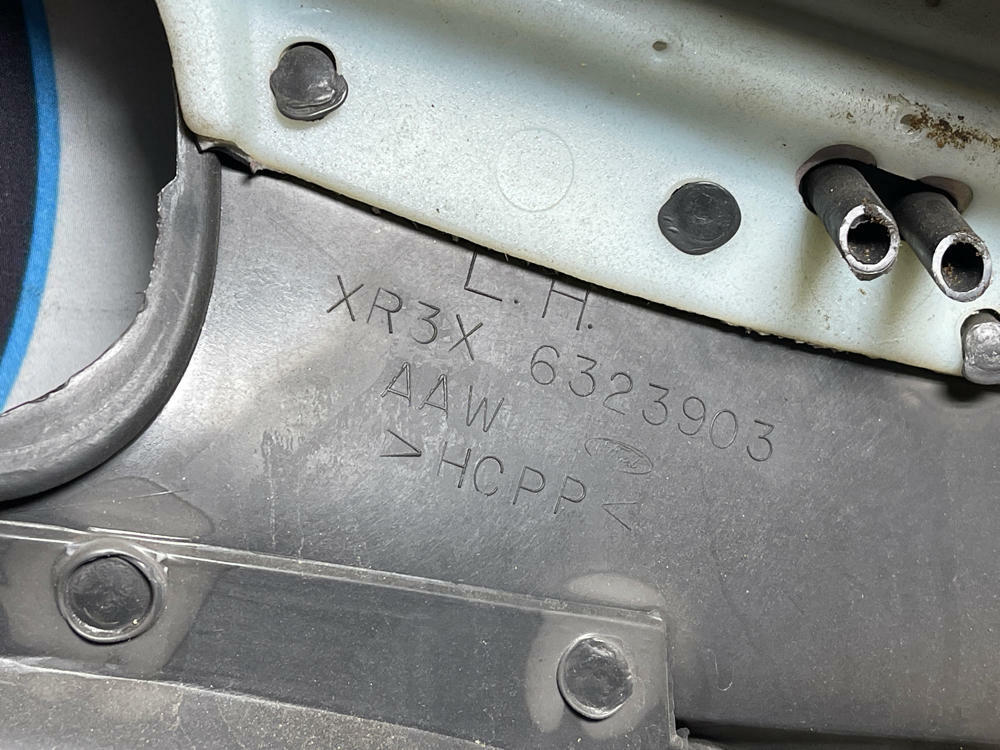 L.H.
XR3X 6323903
AAW
>HCPP<